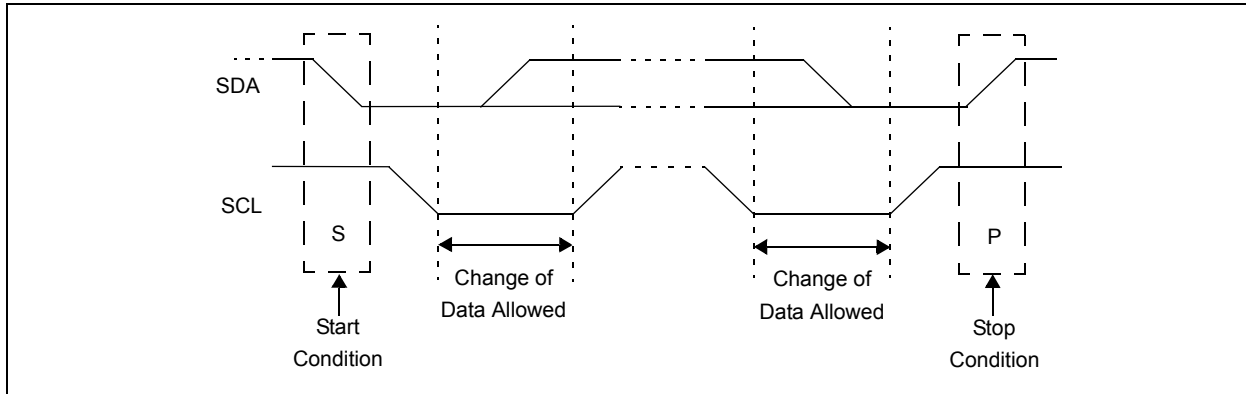 SDA
SCL
S
P
Change of
Data Allowed
Change of
Data Allowed
Start
Condition
Stop
Condition